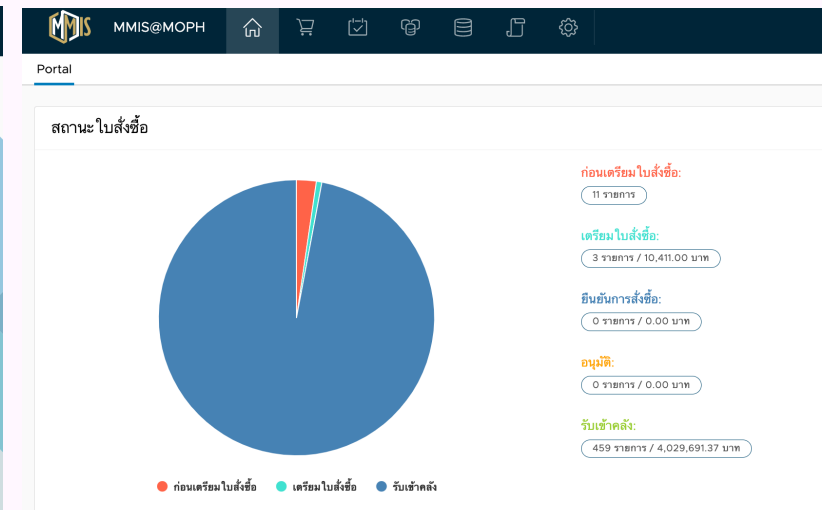 MMIS MMIS@MOPH
Portal
สถานะใบสั่งซื้อ
ก่อนเตรียมใบสั่งซื้อ:
11 รายการ
เตรียมใบสั่งซื้อ:
3 รายการ / 10,411.00 บาท
ยืนยันการสั่งซื้อ:
0 รายการ / 0.00 บาท
อนุมัติ:
0 รายการ / 0.00 บาท
รับเข้าคลัง:
459 รายการ / 4,029,691.37 บาท
ก่อนเตรียมใบสั่งซื้อ เตรียมใบสั่งซื้อ รับเข้าคลัง